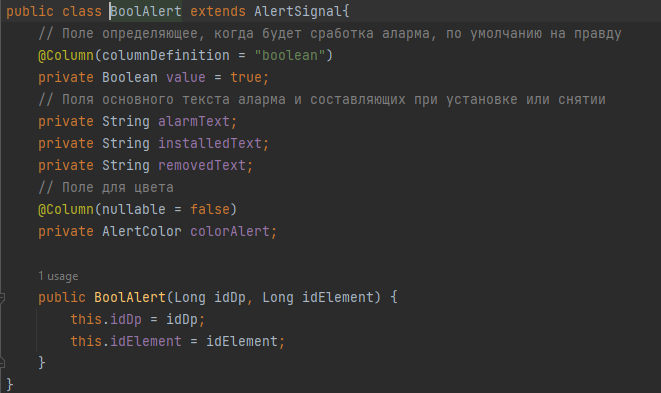 public class BoolAlert extends AlertSignal{
// Поле определяющее, когда будет сработка аларма, по умолчанию на правду
@Column(columnDefinition = "boolean")
private Boolean value = true;
// Поля основного текста аларма и составляющих при установке или снятии
private String alarmText;
private String installedText;
private String removedText;
// Поле для цвета
@Column(nullable = false)
private AlertColor colorAlert;
1 usage
public BoolAlert(Long idDp, Long idElement) {
this.idDp = idDp;
this.idElement = idElement;
}
}